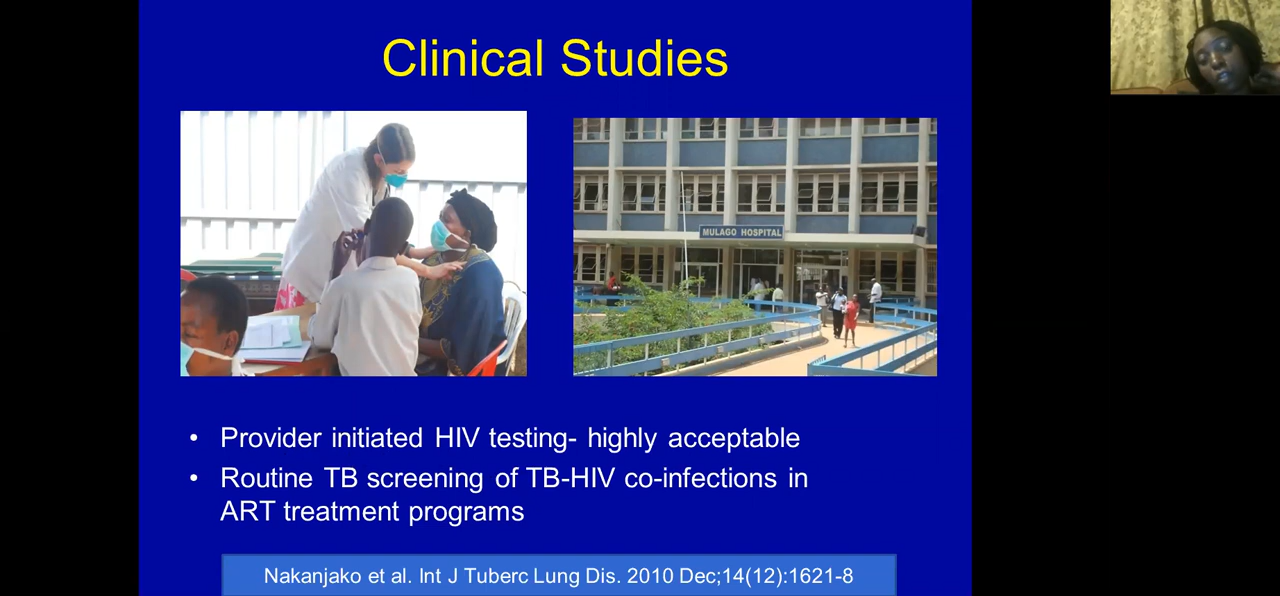 Clinical Studies
MULAGO HOSPITAL
• Provider initiated HIV testing- highly acceptable
• Routine TB screening of TB-HIV co-infections in
ART treatment programs
Nakanjako et al. Int J Tuberc Lung Dis. 2010 Dec;14(12):1621-8